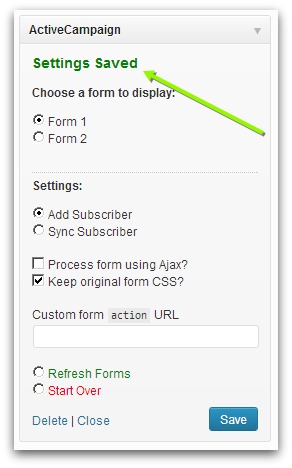 ActiveCampaign
Settings Saved
Choose a form to display:
Form 1
Form 2
Settings:
Add Subscriber
Sync Subscriber
Process form using Ajax?
Keep original form CSS?
Custom form action URL
Refresh Forms
Start Over
Delete | Close Save